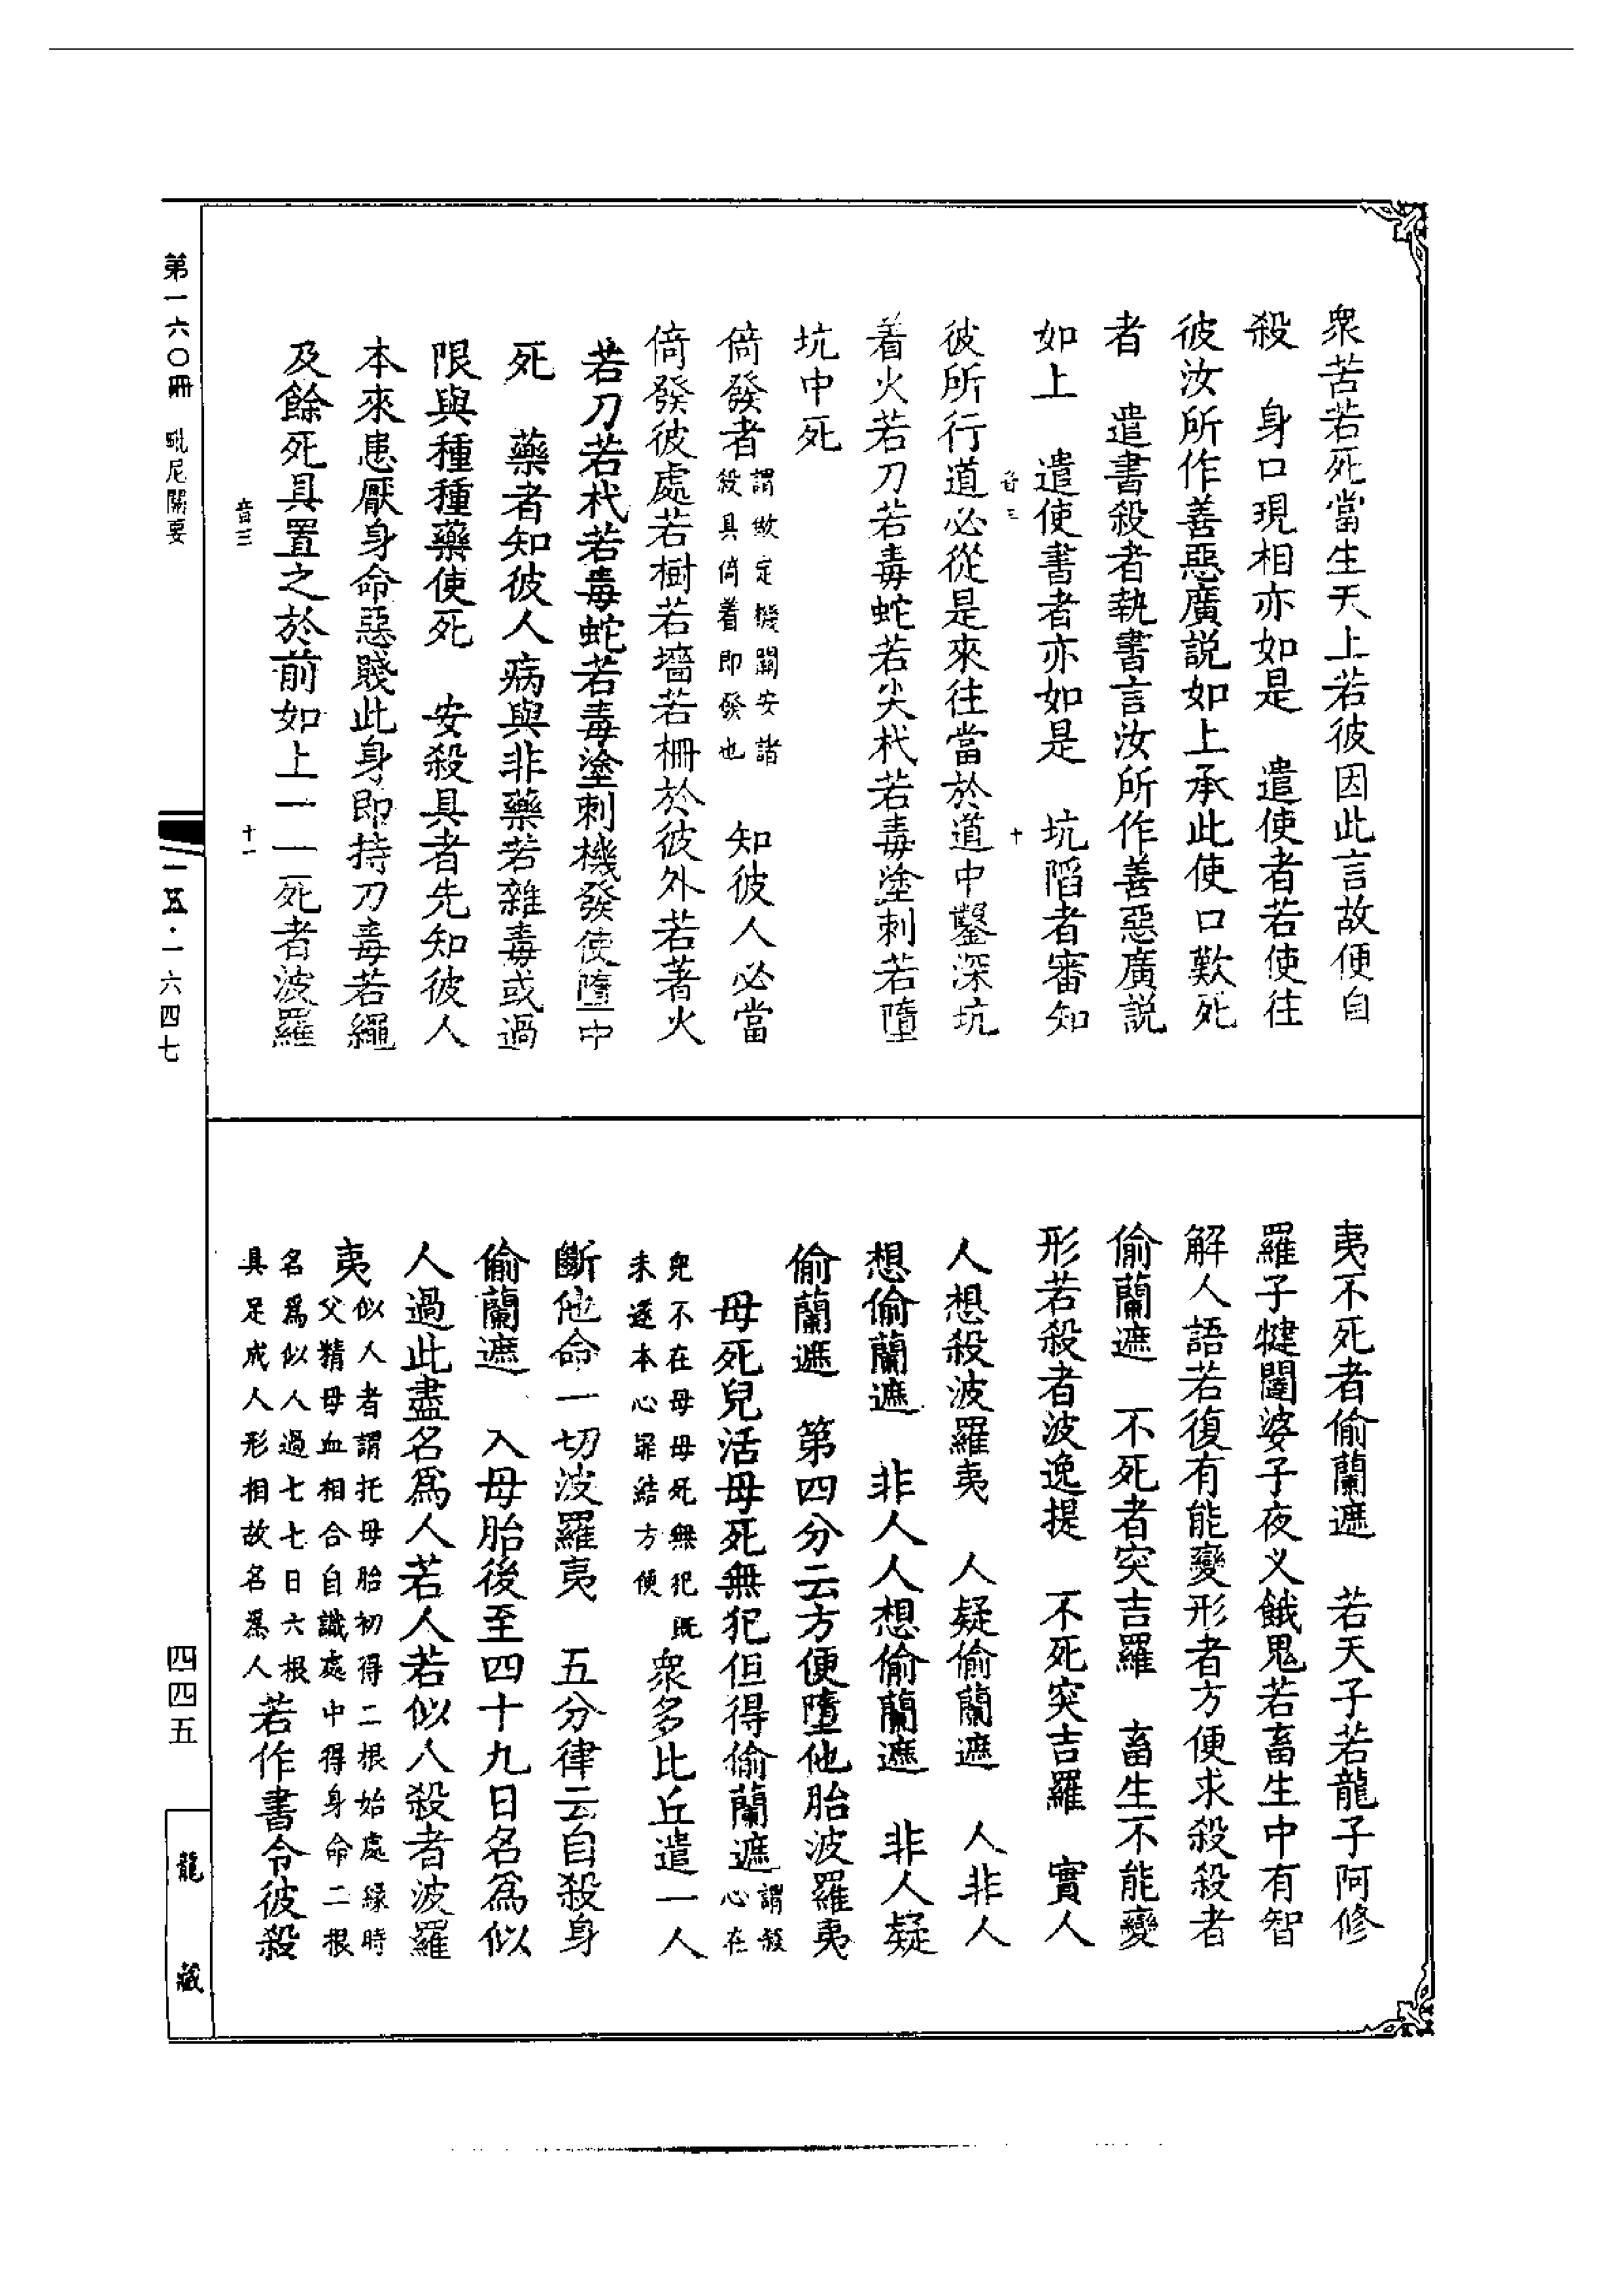 眾苦若死當生天上若彼因此言故便自
殺　身口現相亦如是　遣使者若使往
彼汝所作善惡廣説如上承此使口歎死
者　遣書殺者執書言汝所作善惡廣説
如上　遣使書者亦如是　坑陷者審知
音三　十
彼所行道必從是來往當於道中鑿深坑
着火若刀若毒蛇若尖杙若毒塗刺若墮
坑中死
倚發者謂做定機關安諸殺具倚着即發也　知彼人必當
倚發彼處若樹若墻若柵於彼外若著火
若刀若杙若毒蛇若毒塗刺機發使墮中
死　藥者知彼人病與非藥若雜毒或過
限與種種藥使死　安殺具者先知彼人
本來患厭身命惡賤此身即持刀毒若繩
及餘死具置之於前如上一一死者波羅
音三　十一
夷不死者偷蘭遮　若天子若龍子阿修
羅子犍闥婆子夜义餓鬼若畜生中有智
解人語若復有能變形者方便求殺殺者
偷蘭遮　不死者突吉羅　畜生不能變
形若殺者波逸提　不死突吉羅　實人
人想殺波羅夷　人疑偷蘭遮　人非人
想偷蘭遮　非人人想偷蘭遮　非人疑
偷蘭遮　第四分云方便墮他胎波羅夷
母死兒活母死無犯但得偷蘭遮謂殺心在
兒不在母母死無犯既未遂本心罪結方便　衆多比丘遣一人
斷他命一切波羅夷　五分律云自殺身
偷蘭遮　入母胎後至四十九日名爲似
人過此盡名爲人若人若似人殺者波羅
夷似人者謂托母胎初得二根始處緣時父精母血相合自識處中得身命二根
名爲似人過七七日六根具足成人形相故名爲人若作書令彼殺
第一六〇冊　毗尼關要
一五·一六四七
四四五
龍藏